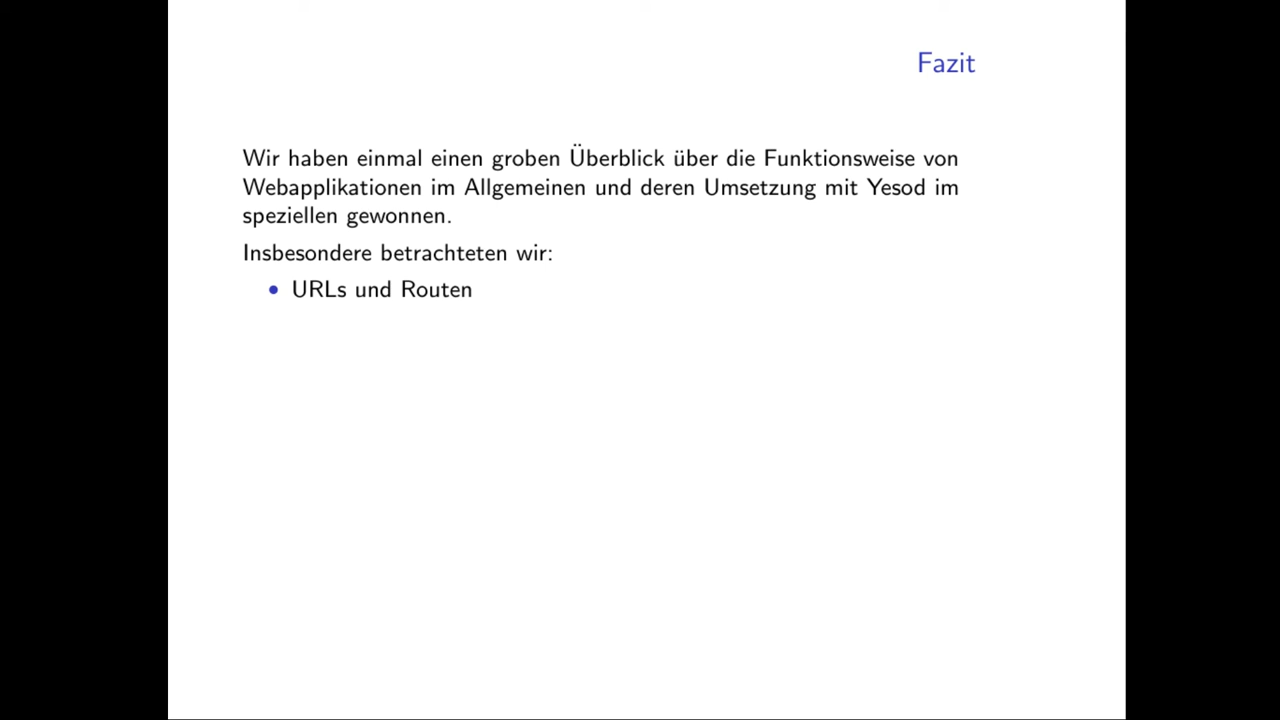 Fazit
Wir haben einmal einen groben Überblick über die Funktionsweise von
Webapplikationen im Allgemeinen und deren Umsetzung mit Yesod im
speziellen gewonnen.
Insbesondere betrachteten wir:
• URLs und Routen